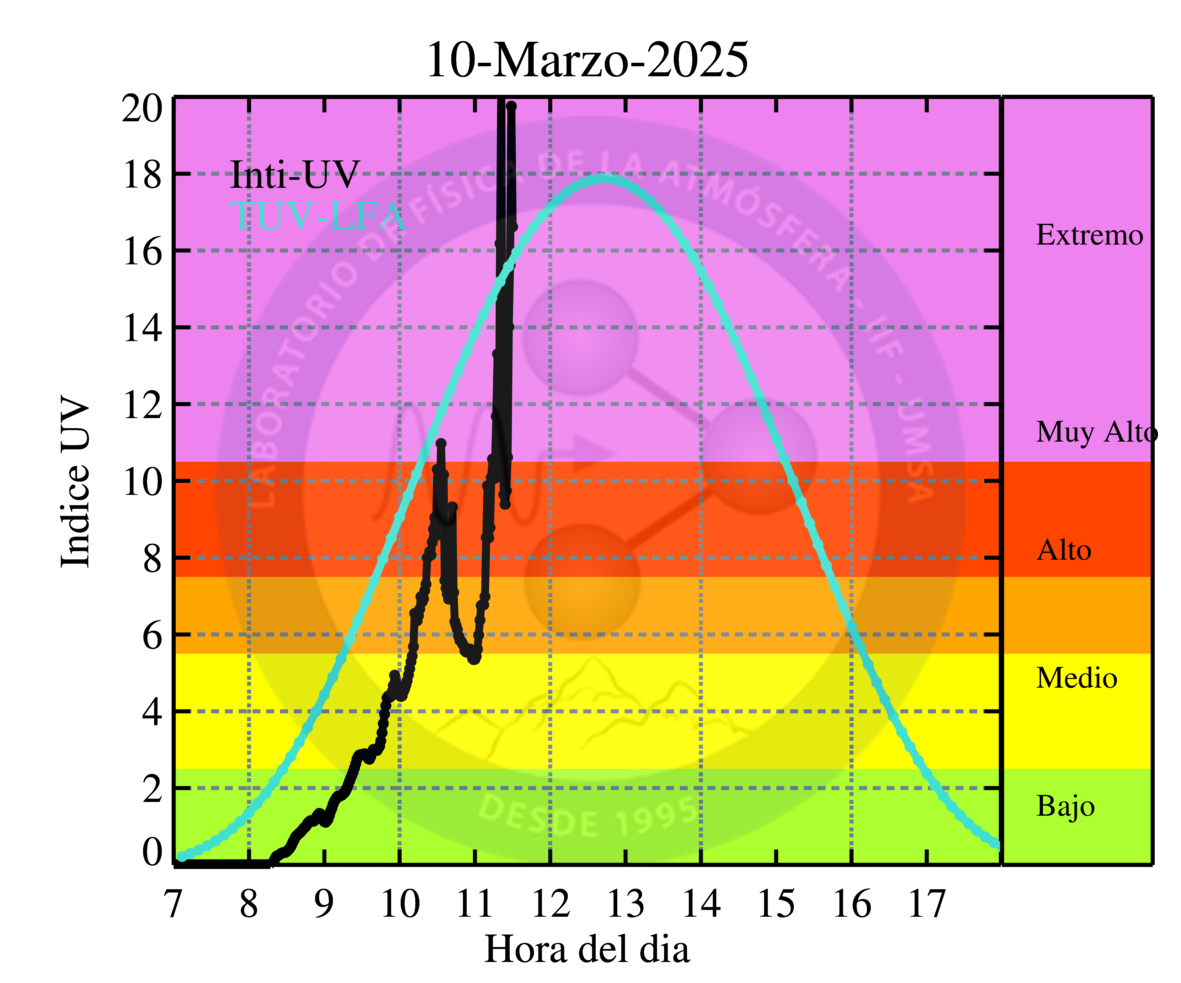 10-Marzo-2025
Inti-UV
TUV-LFA
LABORATORIO DE FÍSICA DE LA ATMÓSFERA - IIF - UMSA
DESDE 1995
Indice UV
20
18
16
14
12
10
8
6
4
2
0
Extremo
Muy Alto
Alto
Medio
Bajo
7 8 9 10 11 12 13 14 15 16 17
Hora del dia